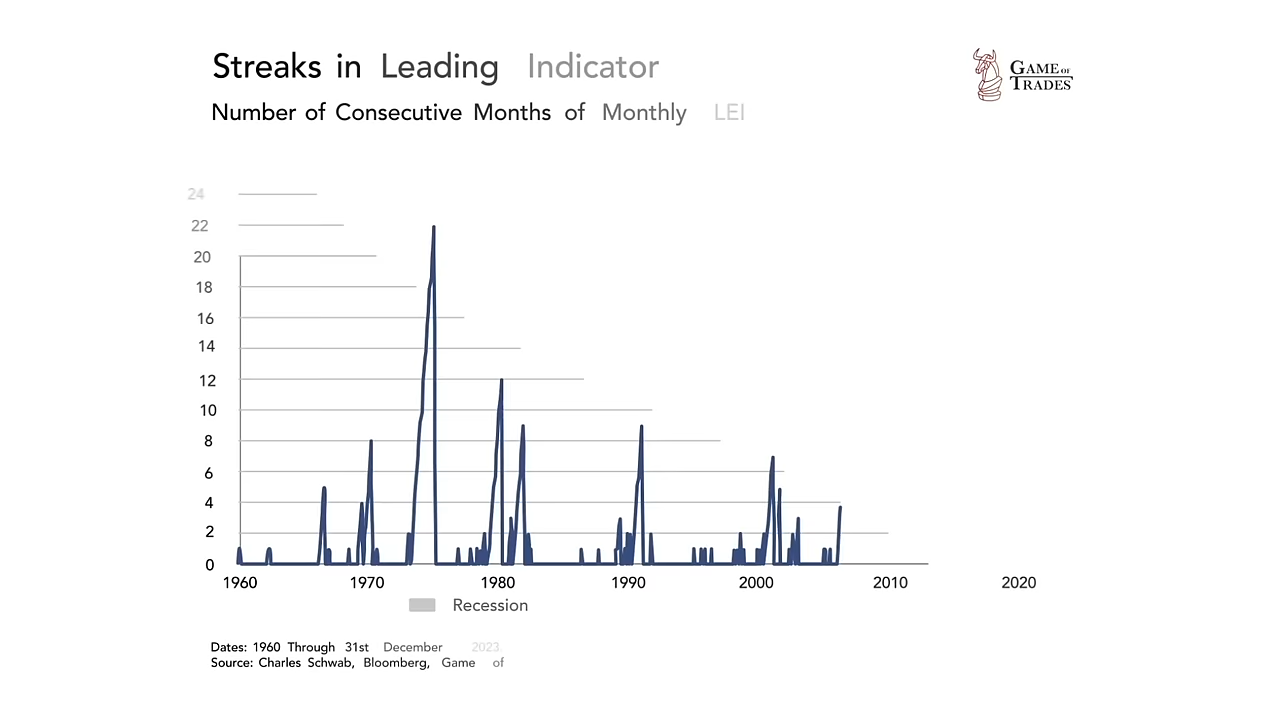 Streaks in Leading Indicator
Number of Consecutive Months of Monthly LEI
GAME OF
TRADES
24
22
20
18
16
14
12
10
8
6
4
2
0
1960 1970 1980 1990 2000 2010 2020
Recession
Dates: 1960 Through 31st December 2023.
Source: Charles Schwab, Bloomberg, Game of